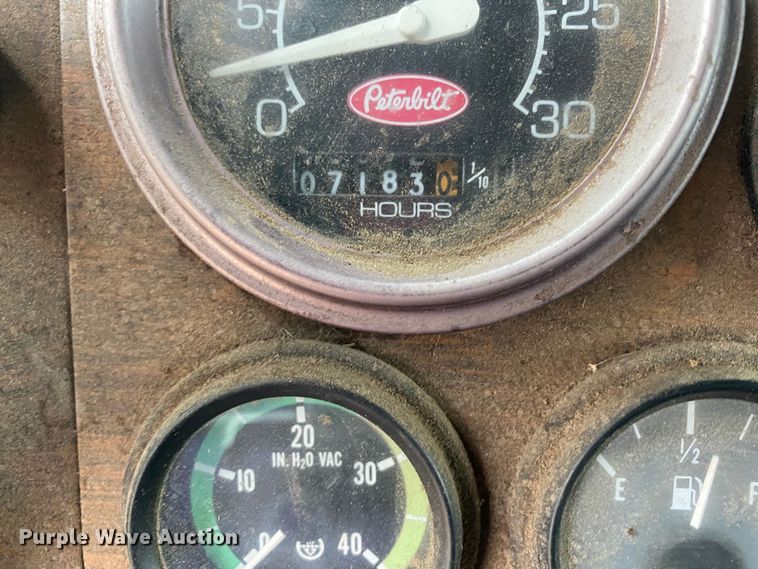 5
25
0
30
Peterbilt
071830 1/10
HOURS
20
IN. H₂O VAC
10
30
0
40
1/2
E
F
Purple Wave Auction®